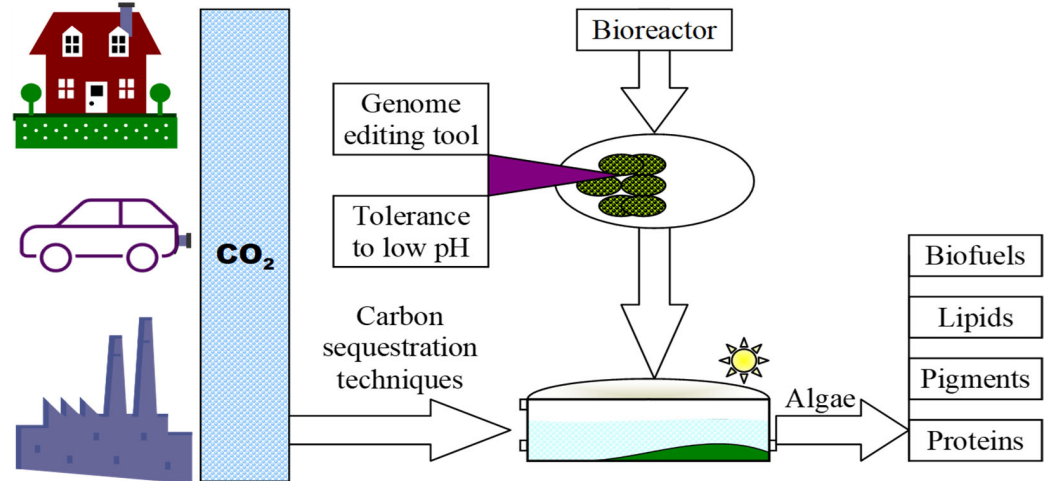 Bioreactor
Genome
editing tool
Tolerance
to low pH
CO₂
Carbon
sequestration
techniques
Algae
Biofuels
Lipids
Pigments
Proteins